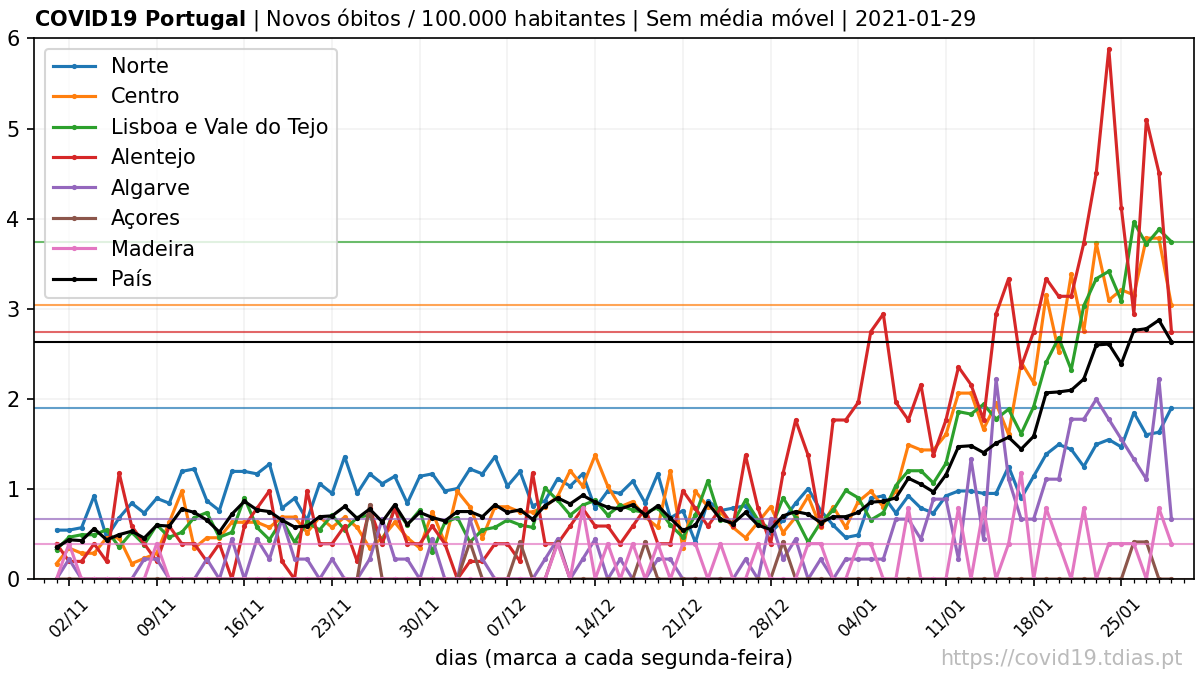 COVID19 Portugal | Novos óbitos / 100.000 habitantes | Sem média móvel | 2021-01-29
6
5
4
3
2
1
0
Norte
Centro
Lisboa e Vale do Tejo
Alentejo
Algarve
Açores
Madeira
País
02/11 09/11 16/11 23/11 30/11 07/12 14/12 21/12 28/12 04/01 11/01 18/01 25/01
dias (marca a cada segunda-feira)
https://covid19.tdias.pt